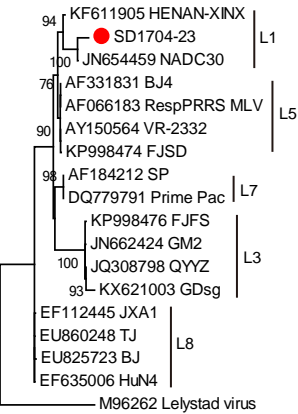 94
KF611905 HENAN-XINX
SD1704-23
L1
100
JN654459 NADC30
76
AF331831 BJ4
AF066183 RespPRRS MLV
L5
90
AY150564 VR-2332
KP998474 FJSD
98
AF184212 SP
L7
DQ779791 Prime Pac
KP998476 FJFS
JN662424 GM2
L3
100
JQ308798 QYYZ
93
KX621003 GDsg
EF112445 JXA1
EU860248 TJ
L8
EU825723 BJ
EF635006 HuN4
M96262 Lelystad virus